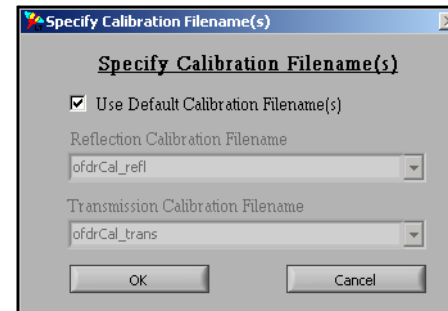 Specify Calibration Filename(s)
Specify Calibration Filename(s)
Use Default Calibration Filename(s)
Reflection Calibration Filename
ofdrCal_refl
Transmission Calibration Filename
ofdrCal_trans
OK Cancel